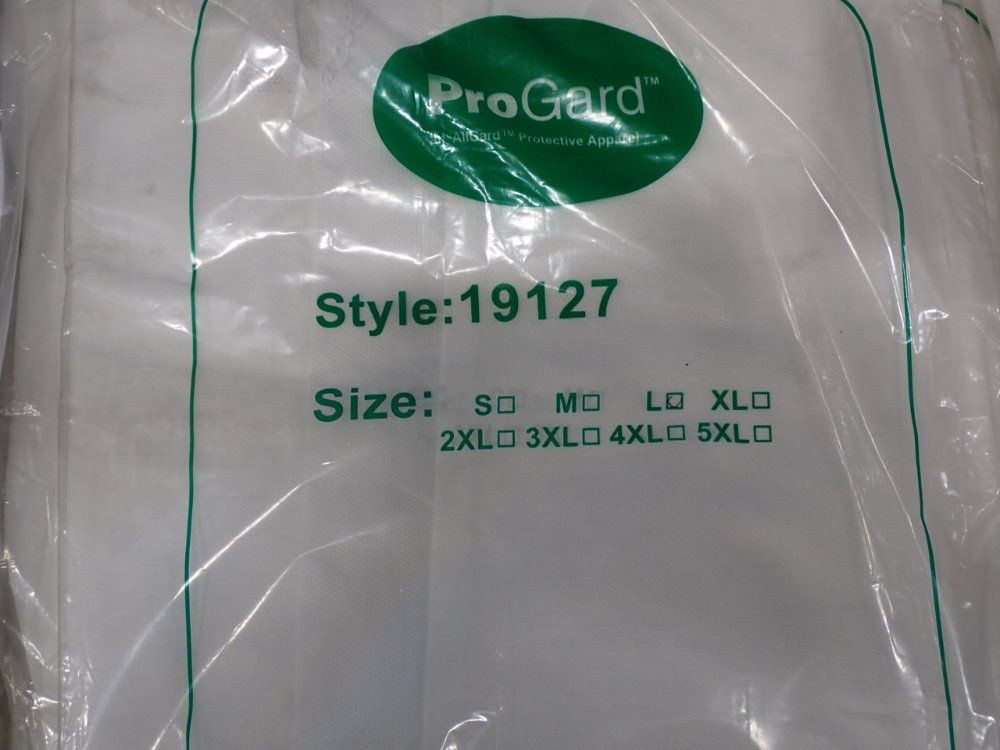 ProGard™
AllGard™ Protective Apparel
Style:19127
Size: S☐ M☐ L☑ XL☐
2XL☐ 3XL☐ 4XL☐ 5XL☐